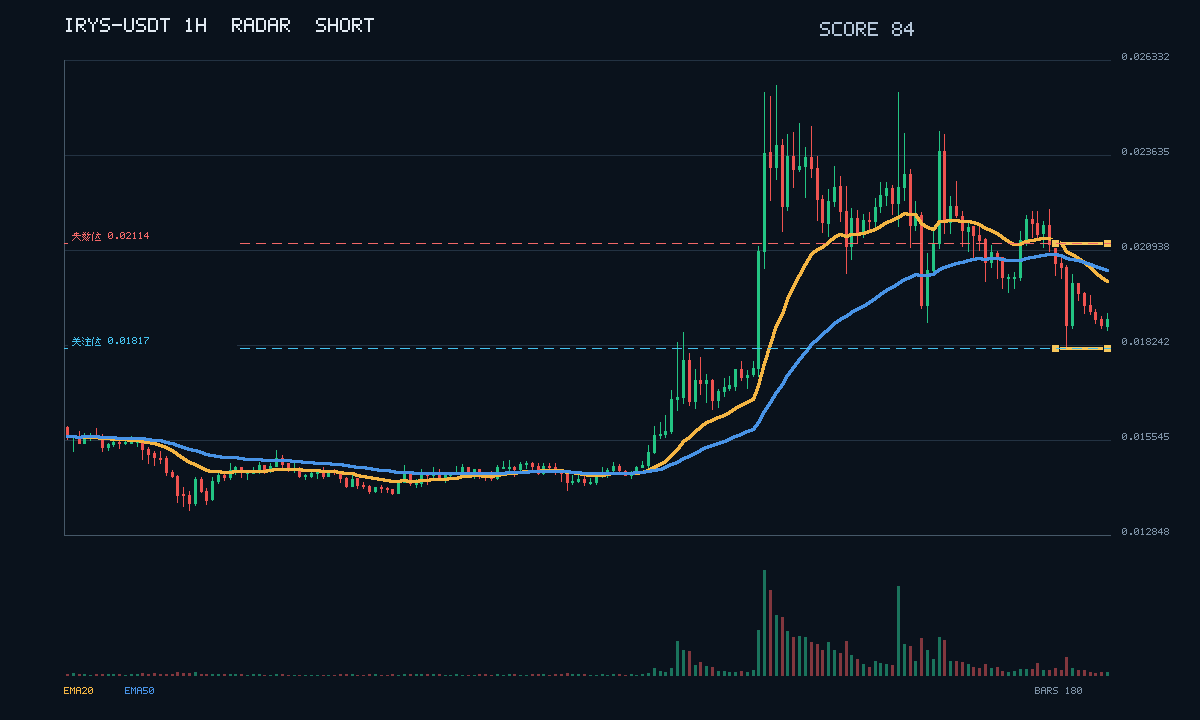 IRYS-USDT 1H RADAR SHORT
SCORE 84
0.026332
0.023635
失效位 0.02114
0.020938
关注位 0.01817
0.018242
0.015545
0.012848
EMA20 EMA50
BARS 180